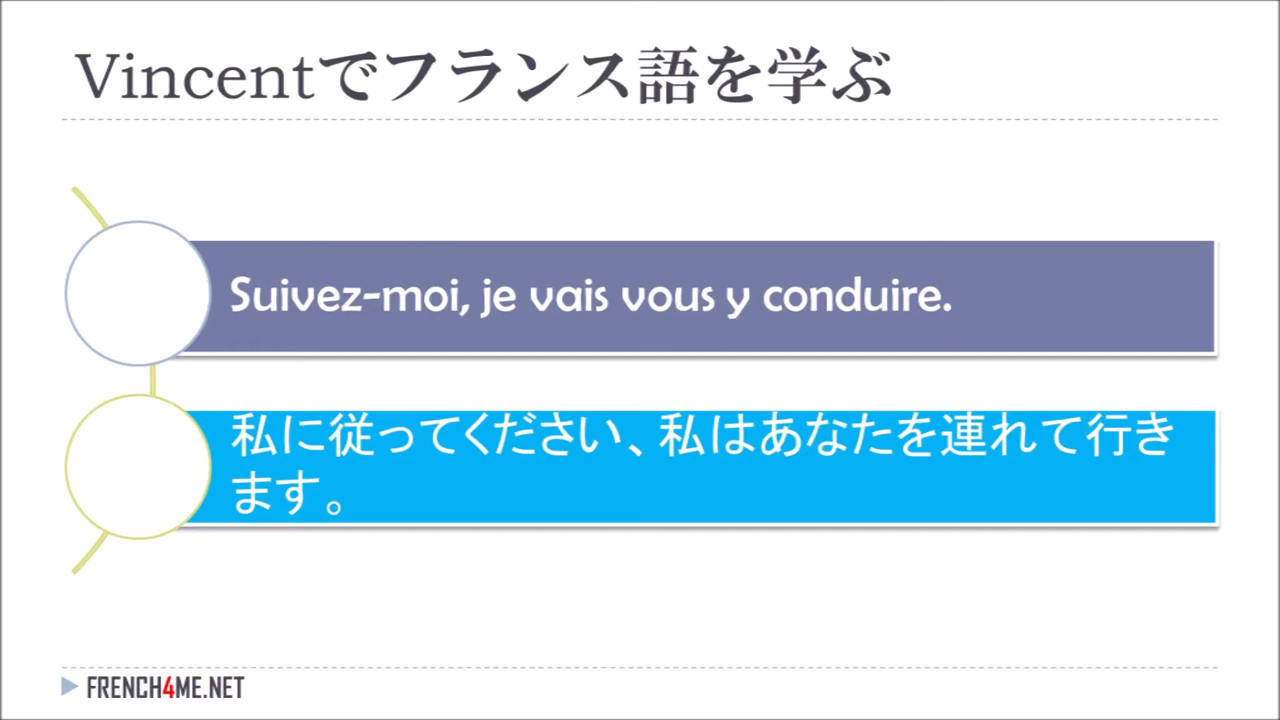 Vincentでフランス語を学ぶ
Suivez-moi, je vais vous y conduire.
私に従ってください、私はあなたを連れて行き
ます。
FRENCH4ME.NET